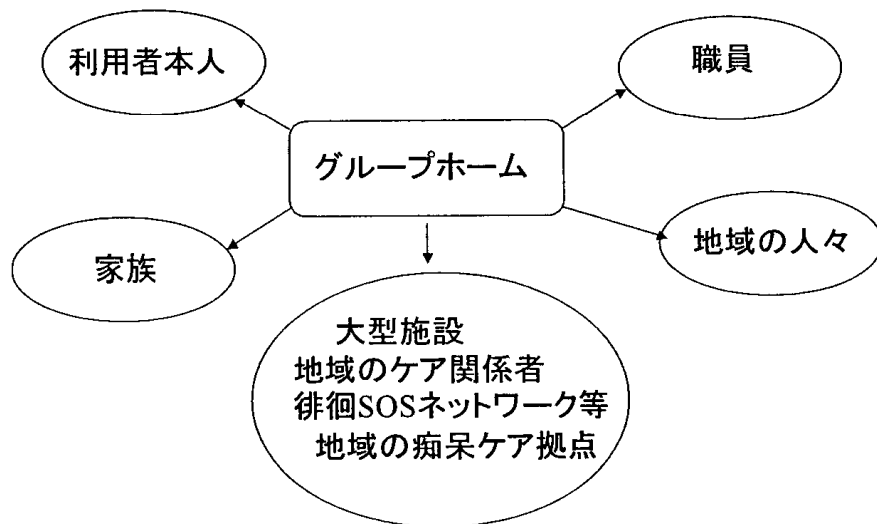 利用者本人
職員
グループホーム
家族
地域の人々
大型施設
地域のケア関係者
徘徊SOSネットワーク等
地域の痴呆ケア拠点